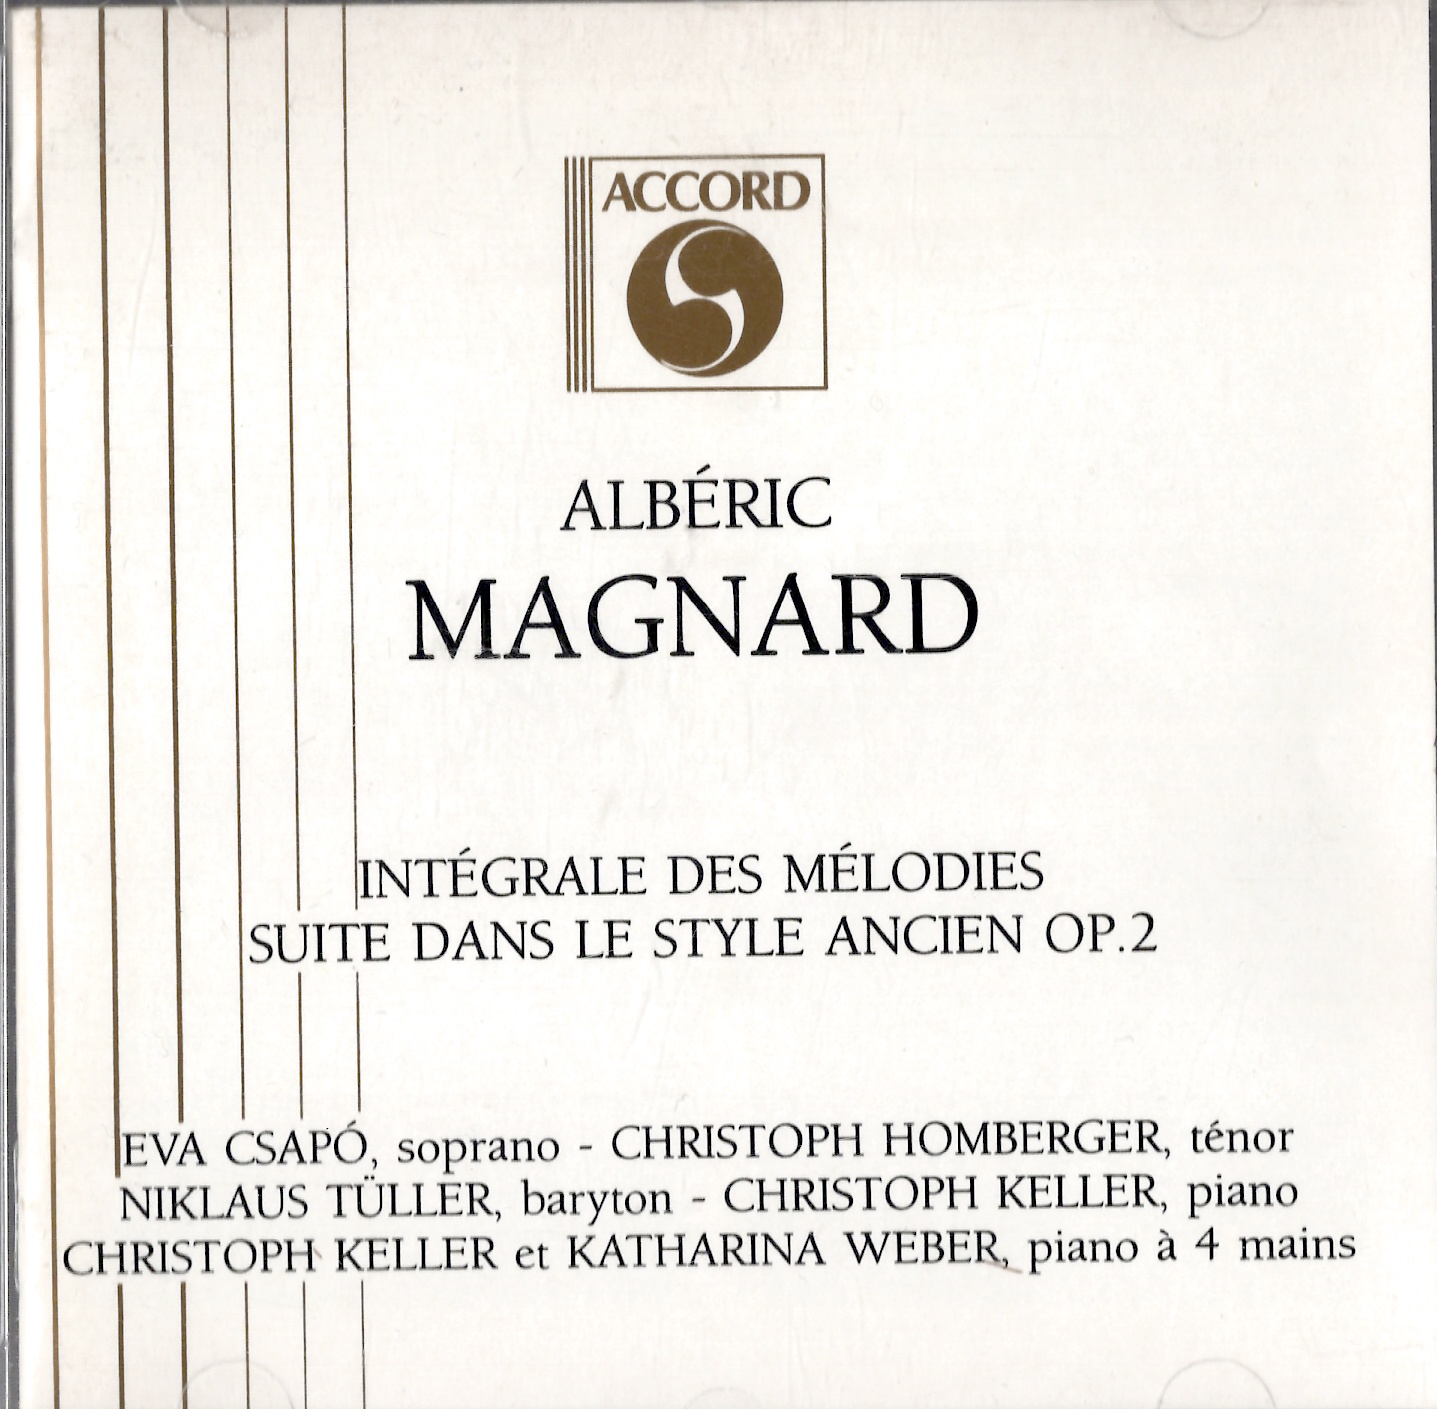 ACCORD
ALBÉRIC
MAGNARD
INTÉGRALE DES MÉLODIES
SUITE DANS LE STYLE ANCIEN OP.2
EVA CSAPÓ, soprano - CHRISTOPH HOMBERGER, ténor
NIKLAUS TÜLLER, baryton - CHRISTOPH KELLER, piano
CHRISTOPH KELLER et KATHARINA WEBER, piano à 4 mains